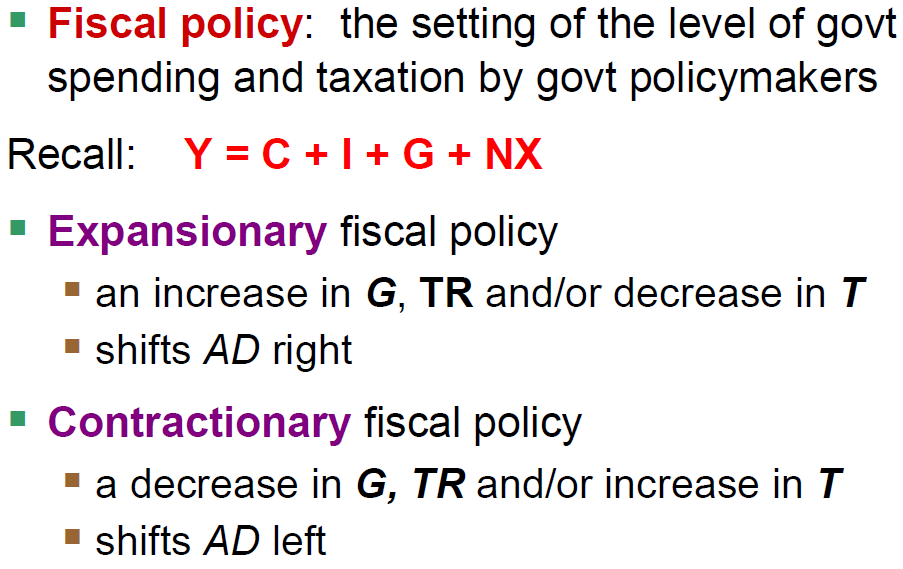 Fiscal policy: the setting of the level of govt
spending and taxation by govt policymakers
Recall: Y = C + I + G + NX
Expansionary fiscal policy
an increase in G, TR and/or decrease in T
shifts AD right
Contractionary fiscal policy
a decrease in G, TR and/or increase in T
shifts AD left